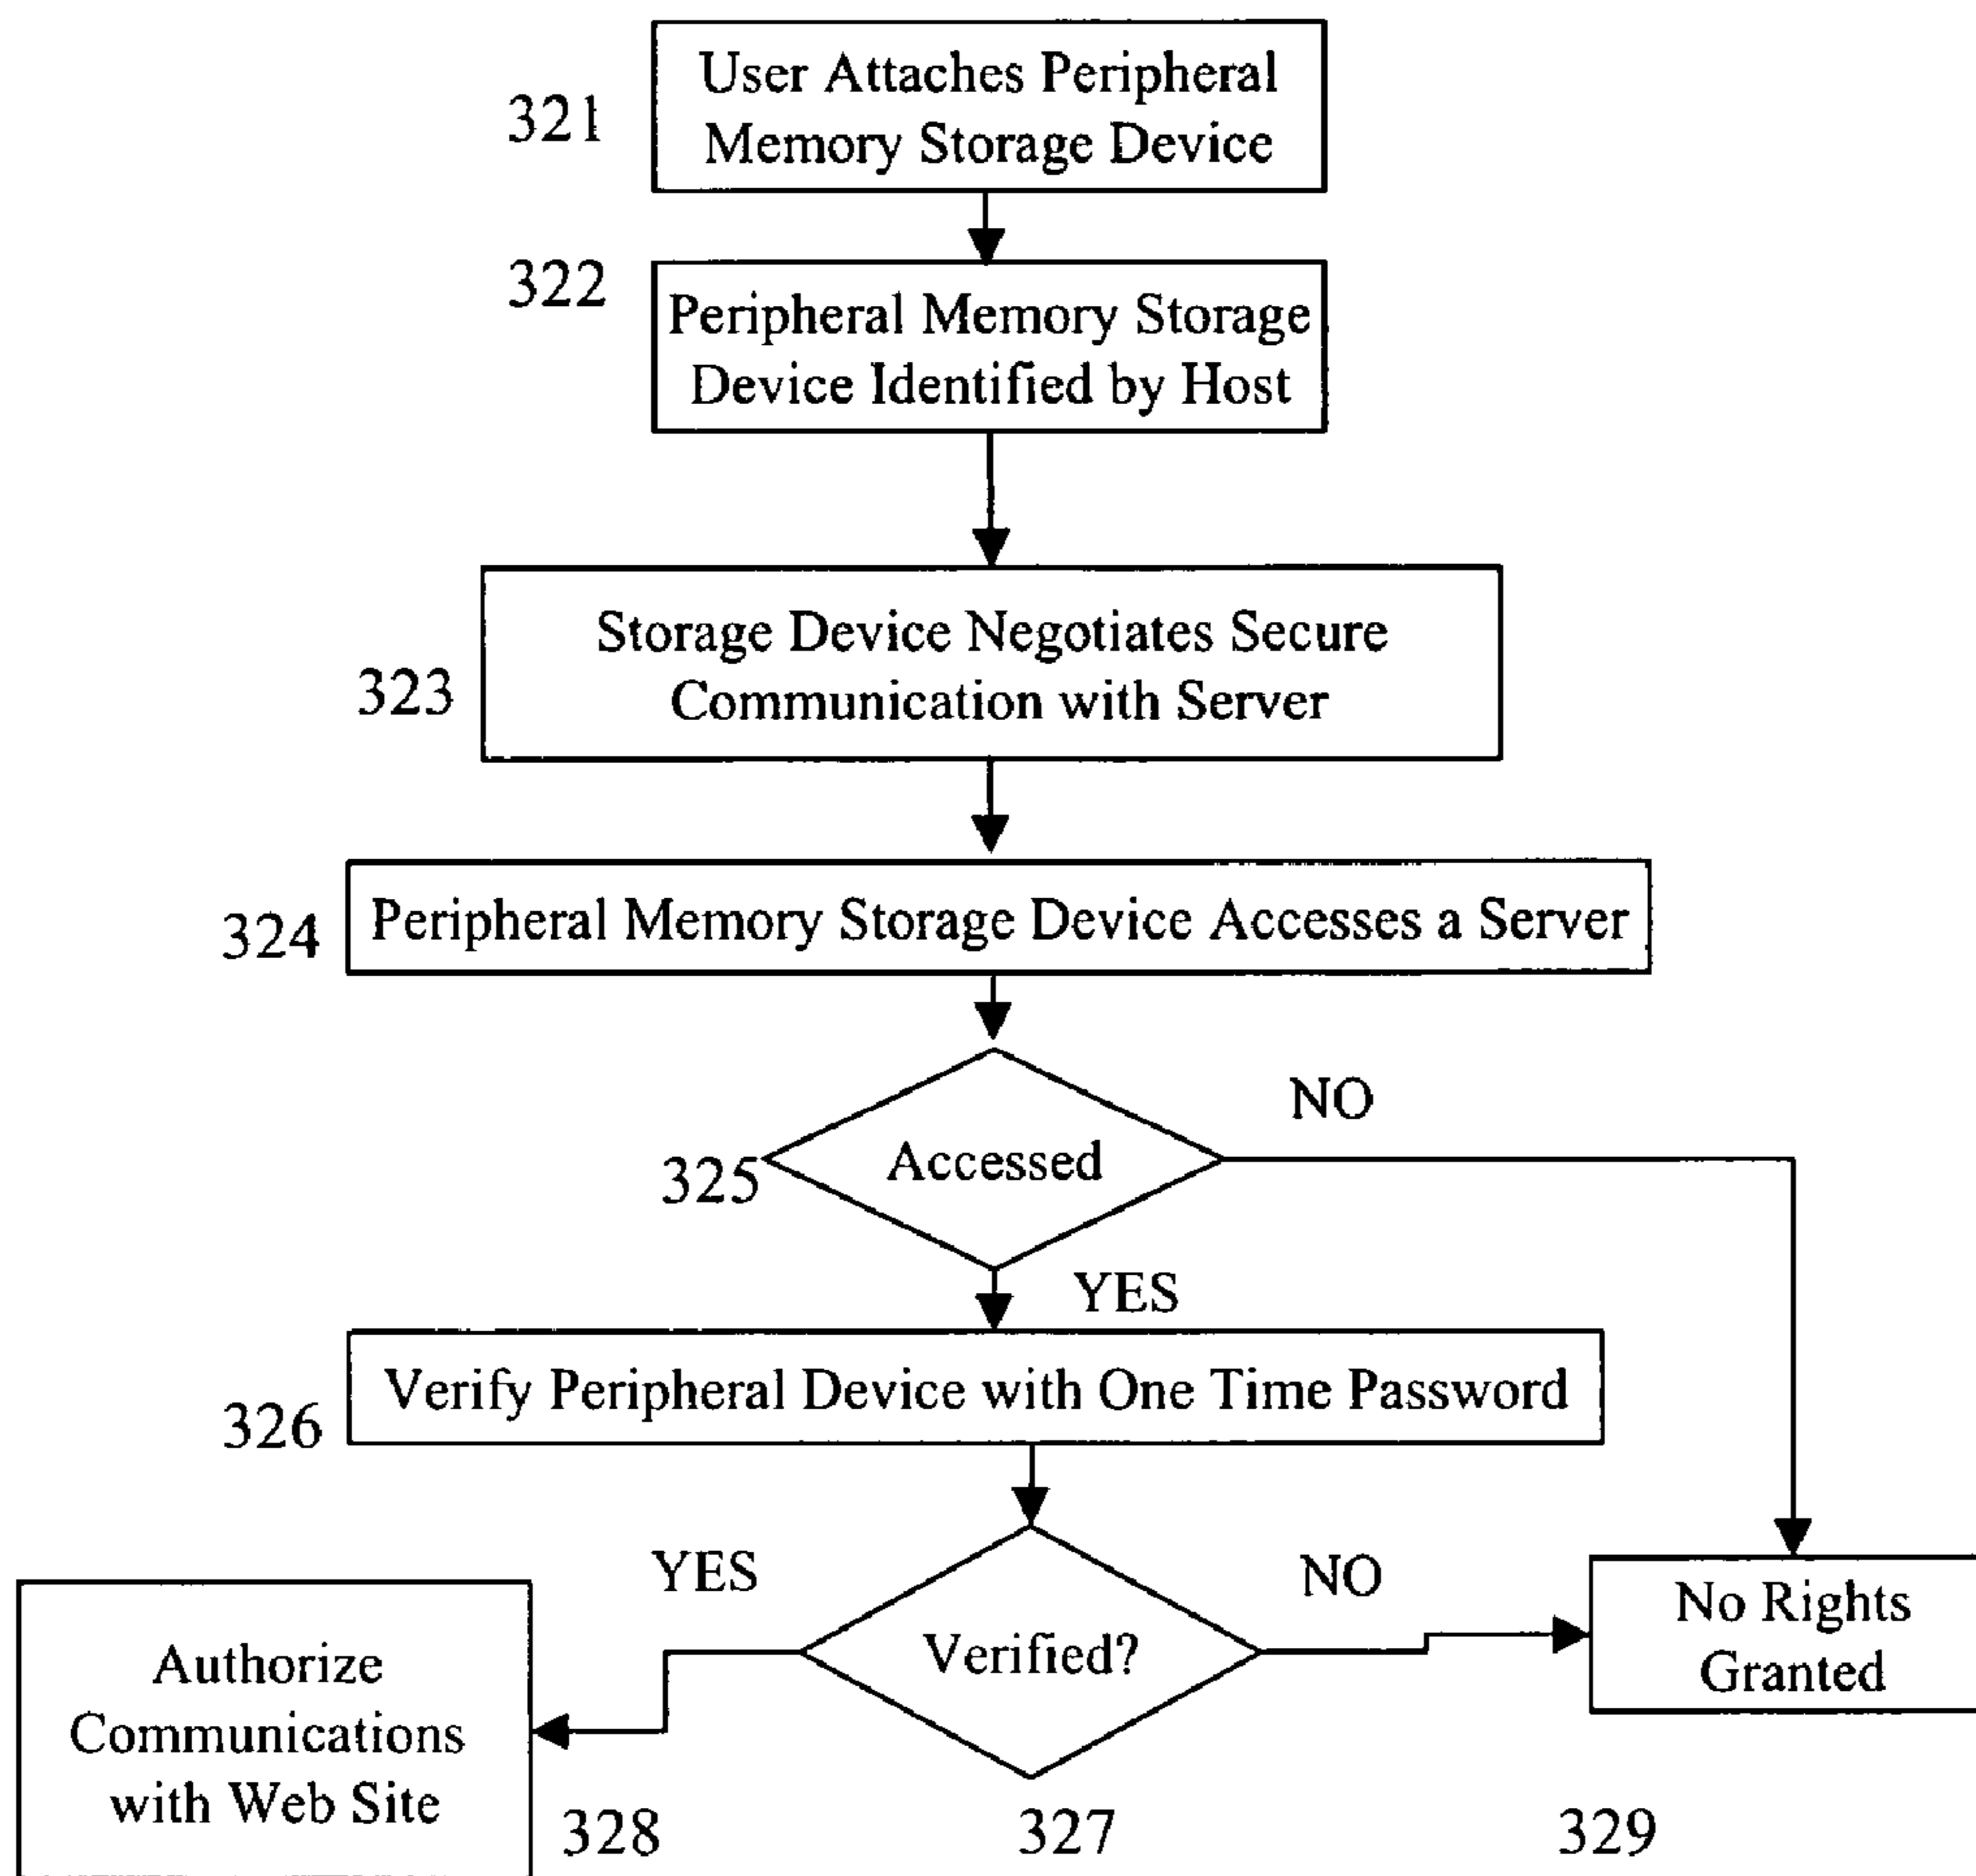 User Attaches Peripheral
Memory Storage Device
321
322
Peripheral Memory Storage
Device Identified by Host
Storage Device Negotiates Secure
Communication with Server
323
Peripheral Memory Storage Device Accesses a Server
324
NO
Accessed
325
YES
Verify Peripheral Device with One Time Password
326
YES
NO
Verified?
No Rights
Granted
Authorize
Communications
with Web Site
328
327
329